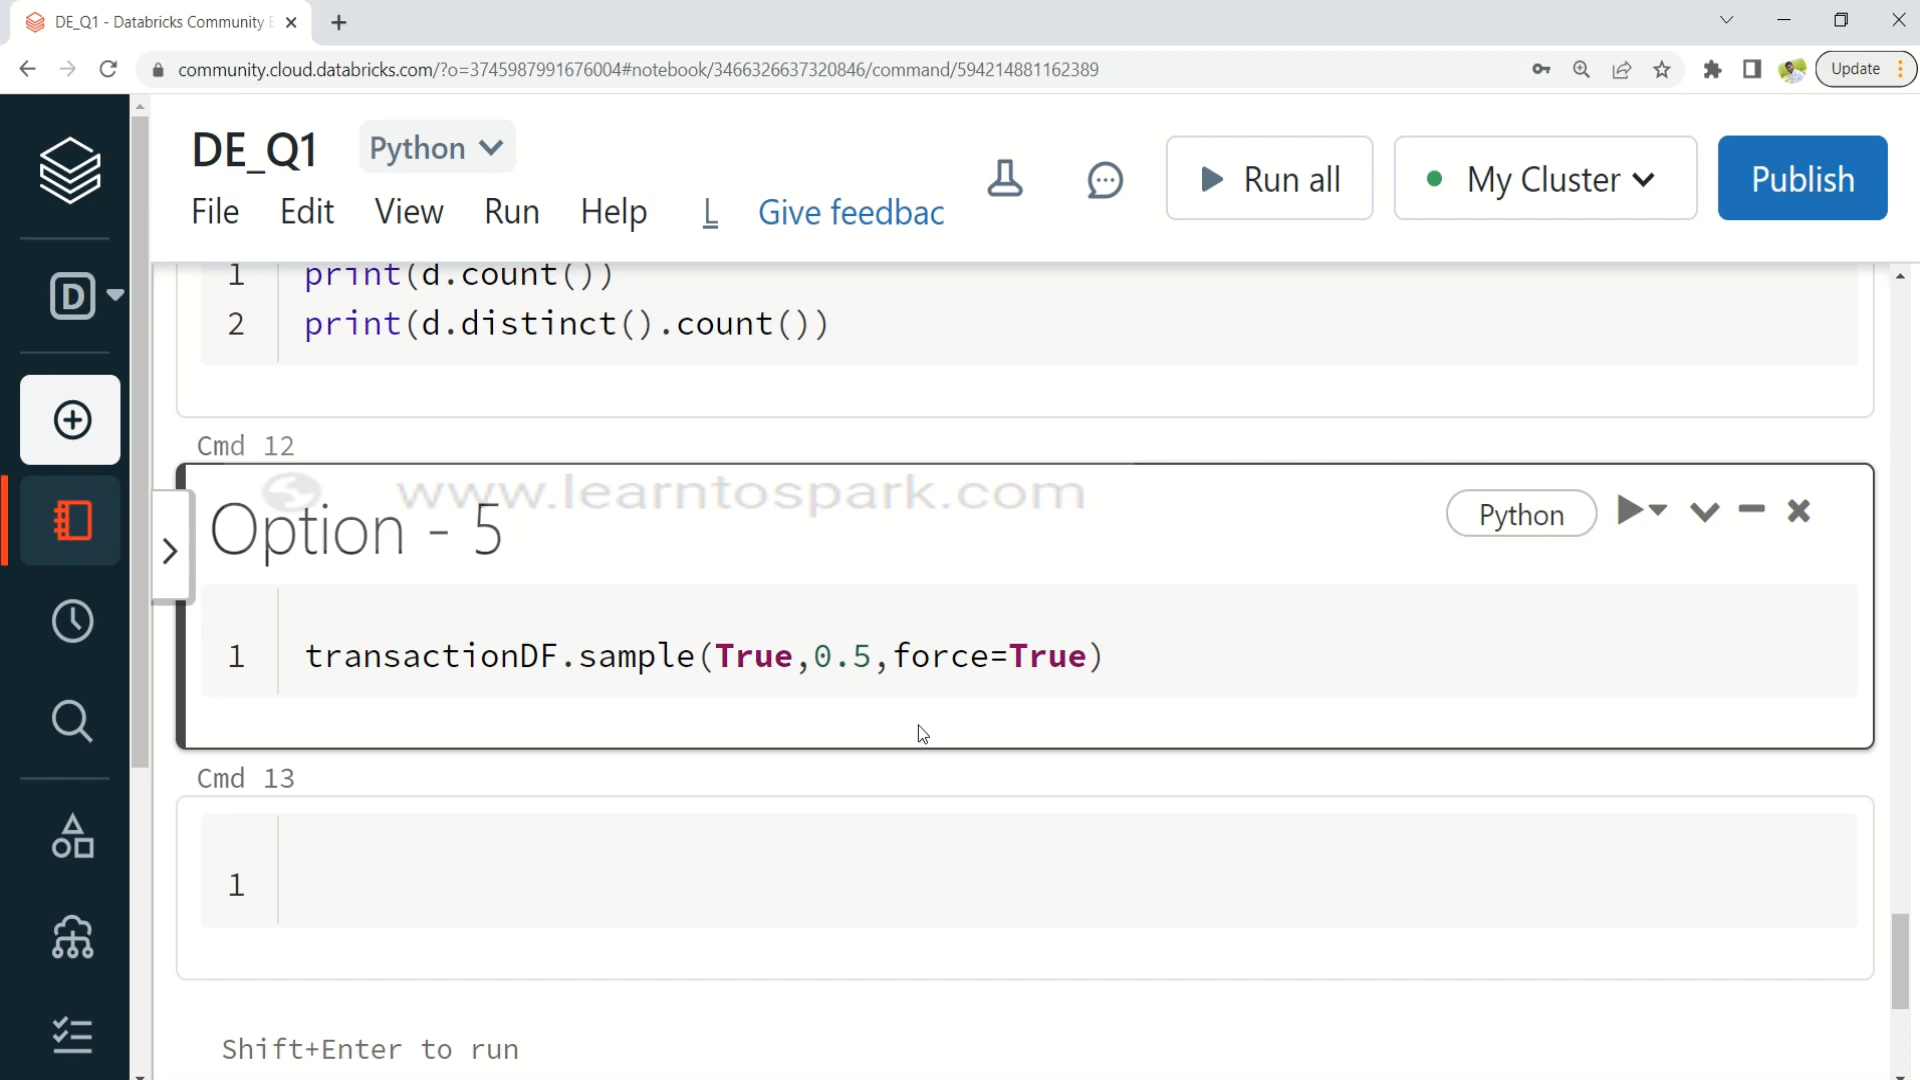 DE_Q1 - Databricks Community E
community.cloud.databricks.com/?o=3745987991676004#notebook/3466326637320846/command/594214881162389
Update
DE_Q1 Python
File Edit View Run Help L Give feedbac
Run all
My Cluster
Publish
D
1 print(d.count())
2 print(d.distinct().count())
Cmd 12
www.learntospark.com
Option - 5
Python
1 transactionDF.sample(True,0.5,force=True)
Cmd 13
1
Shift+Enter to run